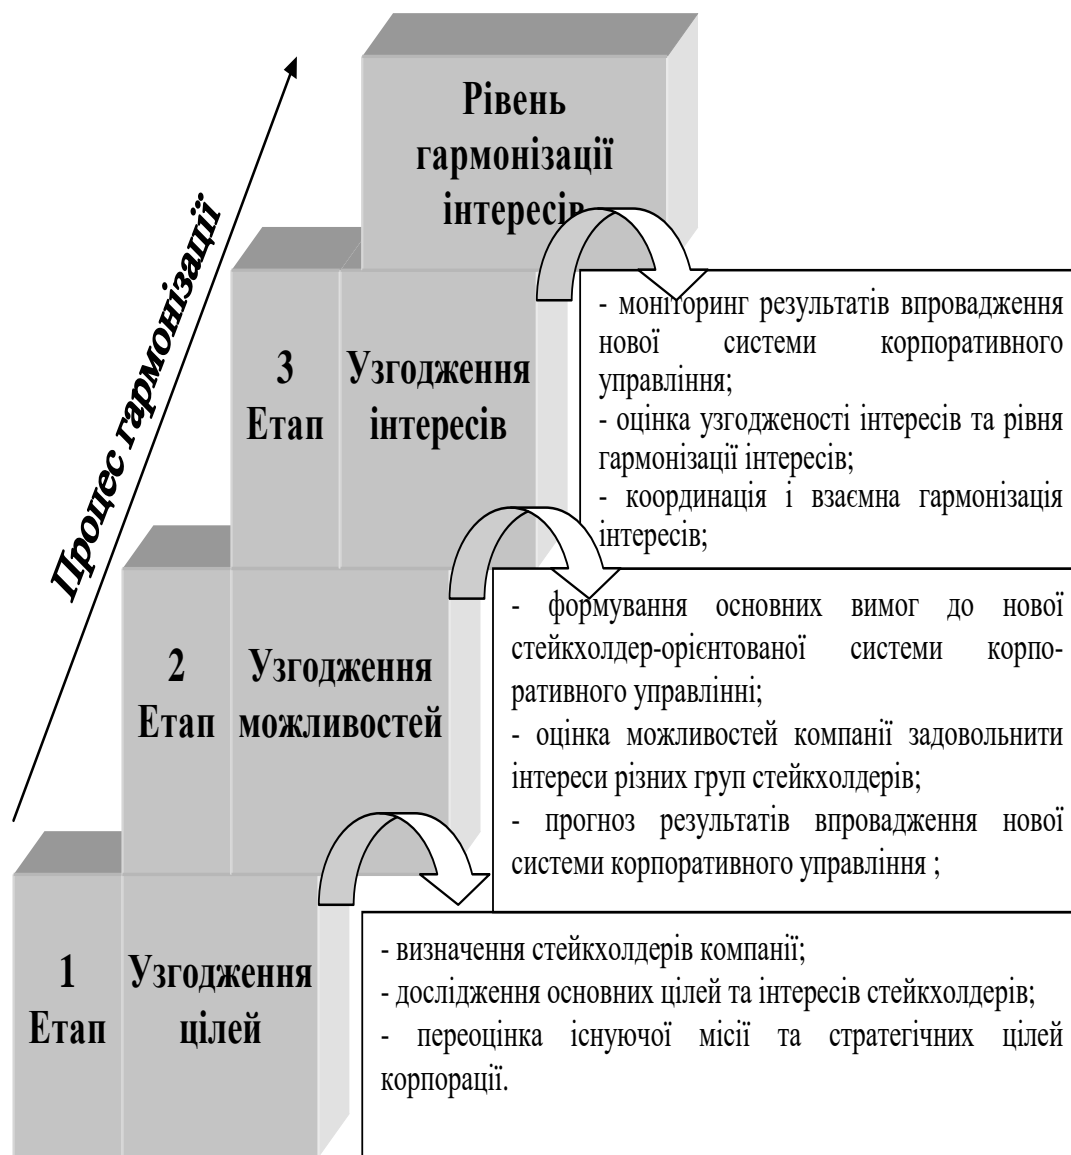 Рівень
гармонізації
інтересів
Процес гармонізації
3
Етап
Узгодження
інтересів
- моніторинг результатів впровадження
нової системи корпоративного
управління;
- оцінка узгодженості інтересів та рівня
гармонізації інтересів;
- координація і взаємна гармонізація
інтересів;
2
Етап
Узгодження
можливостей
- формування основних вимог до нової
стейкхолдер-орієнтованої системи корпо-
ративного управлінні;
- оцінка можливостей компанії задовольнити
інтереси різних груп стейкхолдерів;
- прогноз результатів впровадження нової
системи корпоративного управління ;
1
Етап
Узгодження
цілей
- визначення стейкхолдерів компанії;
- дослідження основних цілей та інтересів стейкхолдерів;
- переоцінка існуючої місії та стратегічних цілей
корпорації.